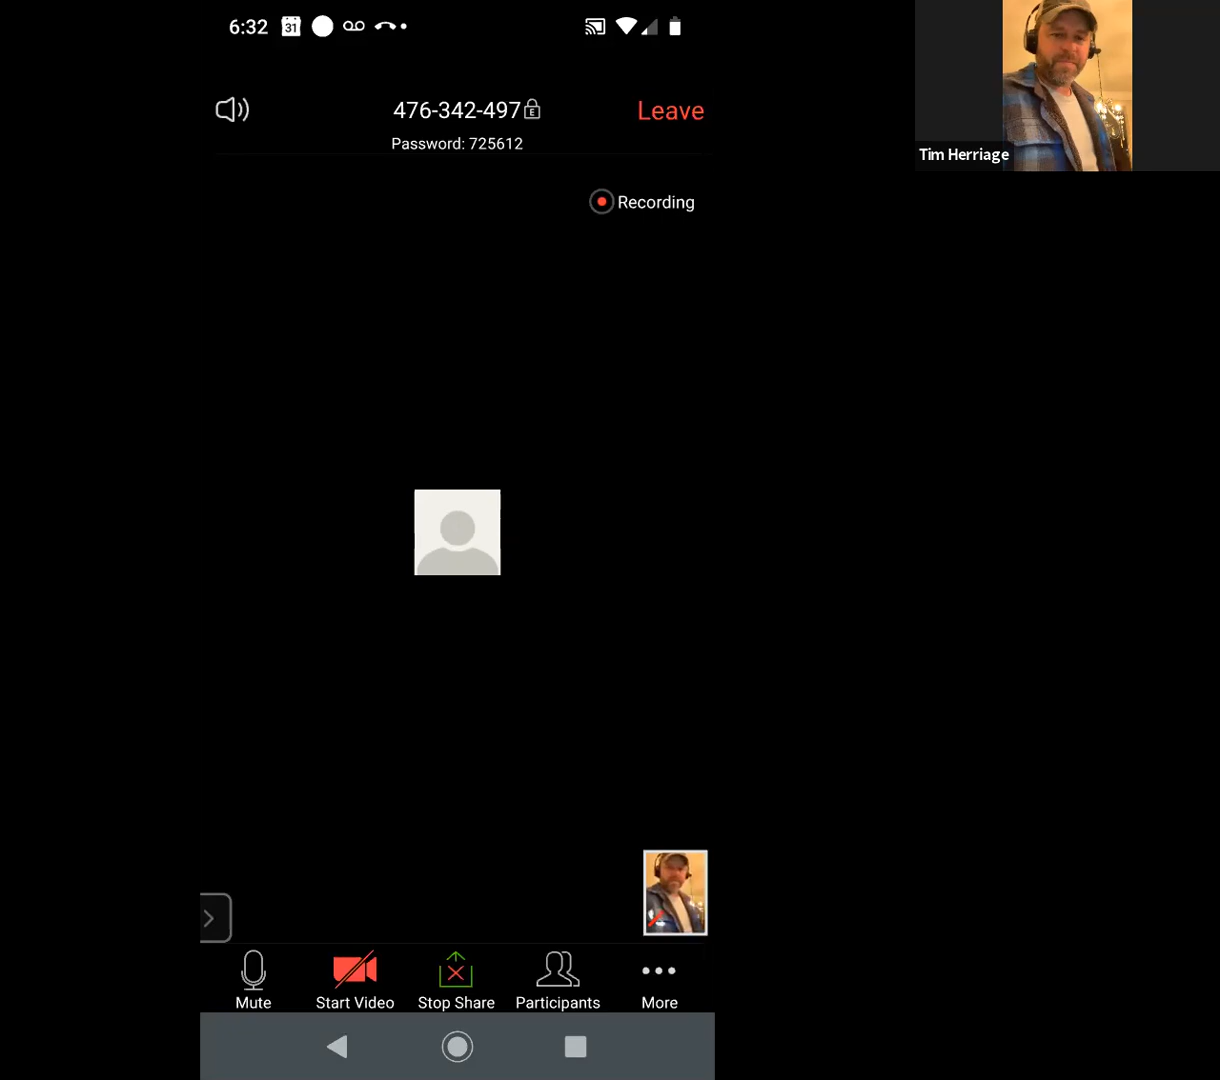 6:32
31
476-342-497
E
Leave
Password: 725612
Tim Herriage
Recording
Mute
Start Video
Stop Share
Participants
More